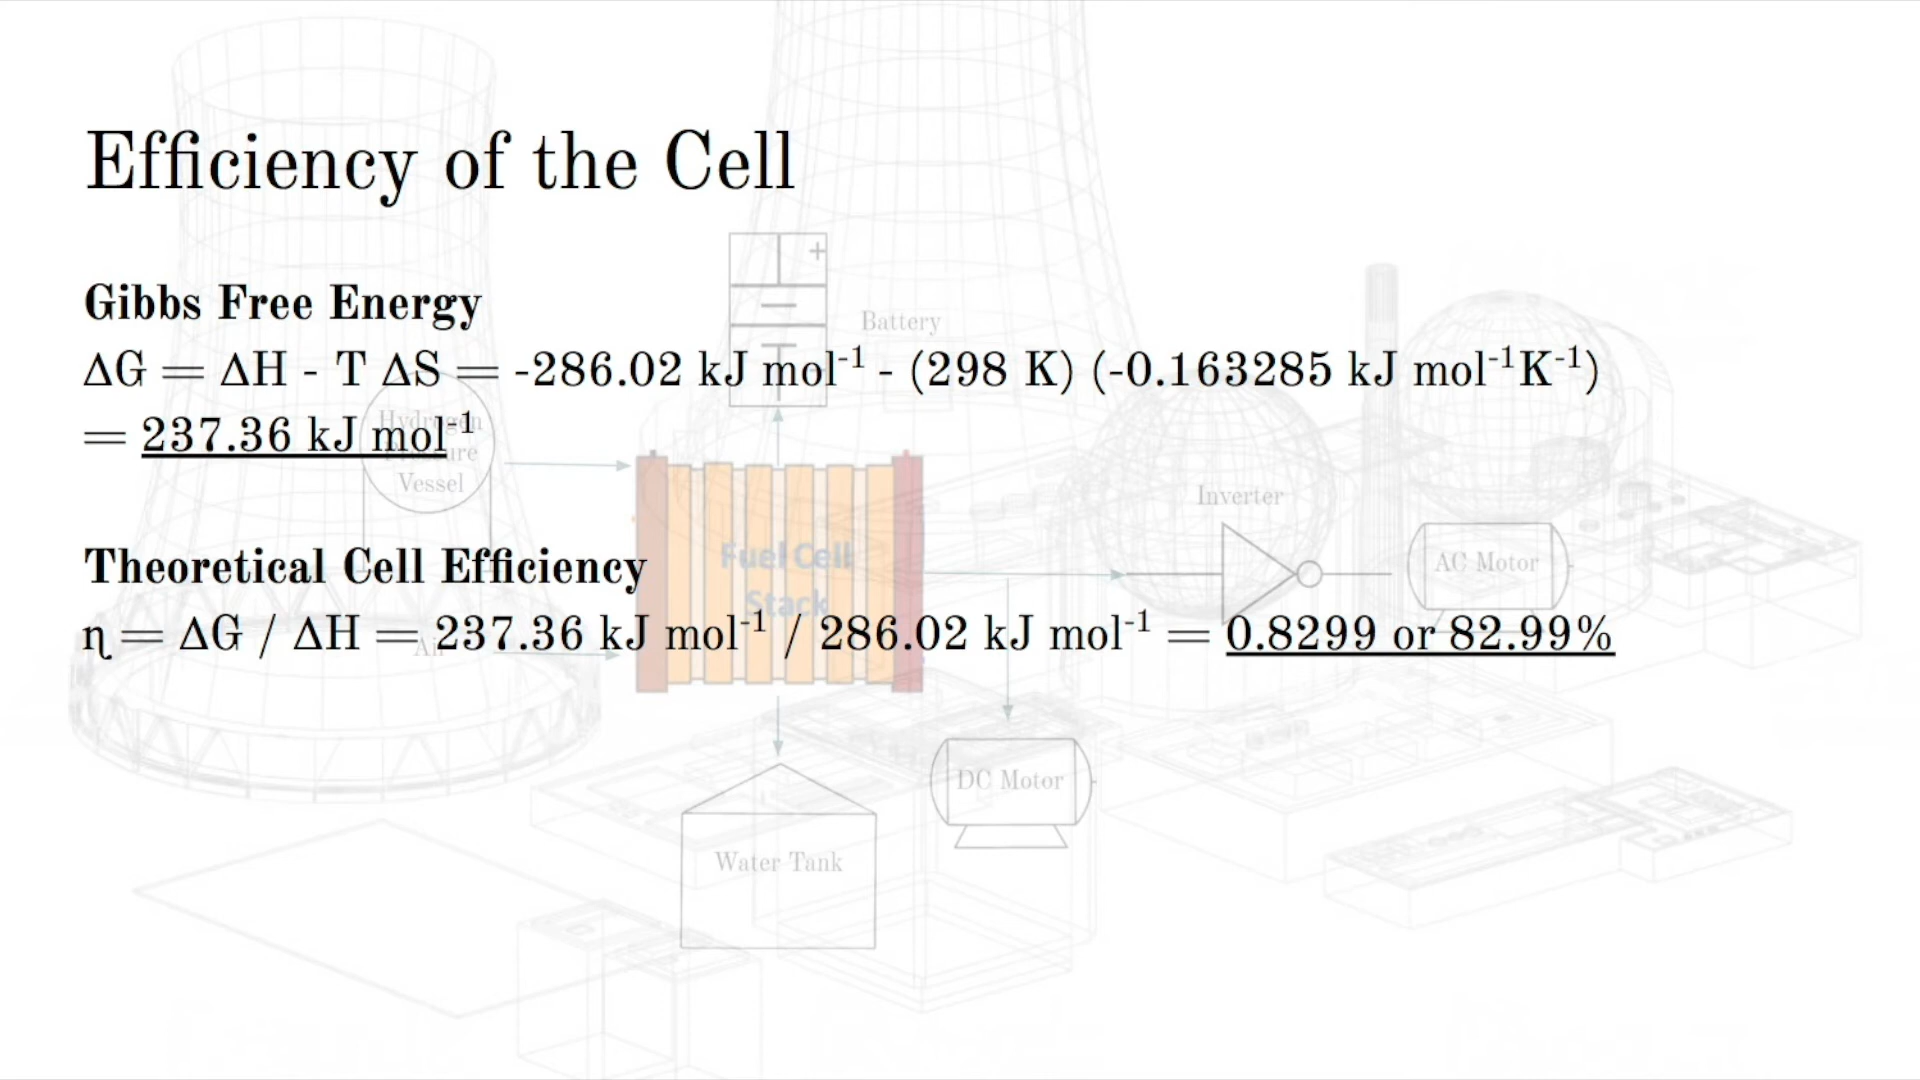 Efficiency of the Cell
+
Gibbs Free Energy
Battery
ΔG = ΔH - T ΔS = -286.02 kJ mol⁻¹ - (298 K) (-0.163285 kJ mol⁻¹K⁻¹)
= 237.36 kJ mol⁻¹
Hydrogen
Pressure
Vessel
Inverter
Theoretical Cell Efficiency
Fuel Cell
Stack
AC Motor
η = ΔG / ΔH = 237.36 kJ mol⁻¹ / 286.02 kJ mol⁻¹ = 0.8299 or 82.99%
DC Motor
Water Tank